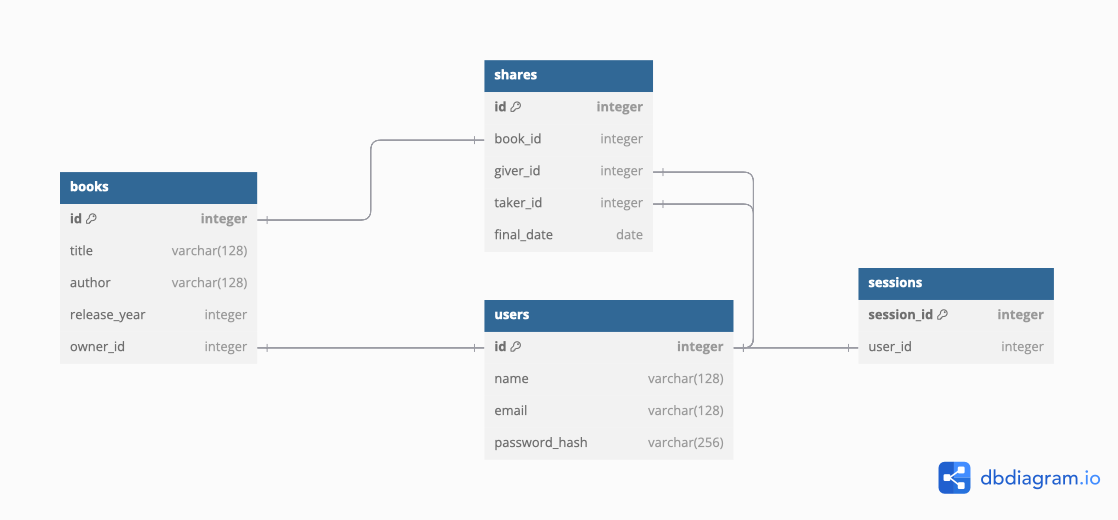 shares
id integer
book_id integer
giver_id integer
taker_id integer
final_date date
books
id integer
title varchar(128)
author varchar(128)
release_year integer
owner_id integer
users
id integer
name varchar(128)
email varchar(128)
password_hash varchar(256)
sessions
session_id integer
user_id integer
dbdiagram.io